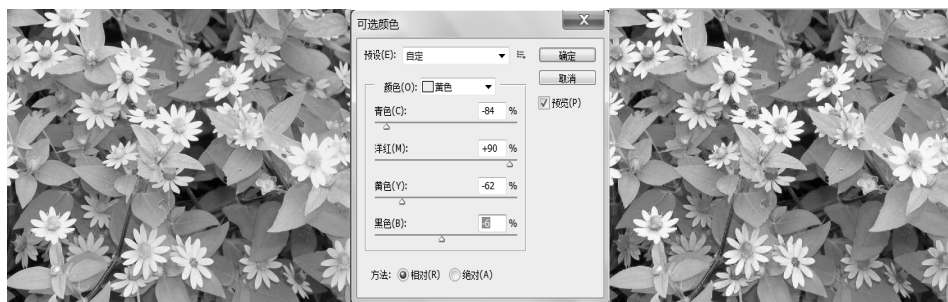 可选颜色
预设(E): 自定
确定
颜色(O): 黄色
取消
青色(C): -84 %
预览(P)
洋红(M): +90 %
黄色(Y): -62 %
黑色(B): %
方法: 相对(R) 绝对(A)